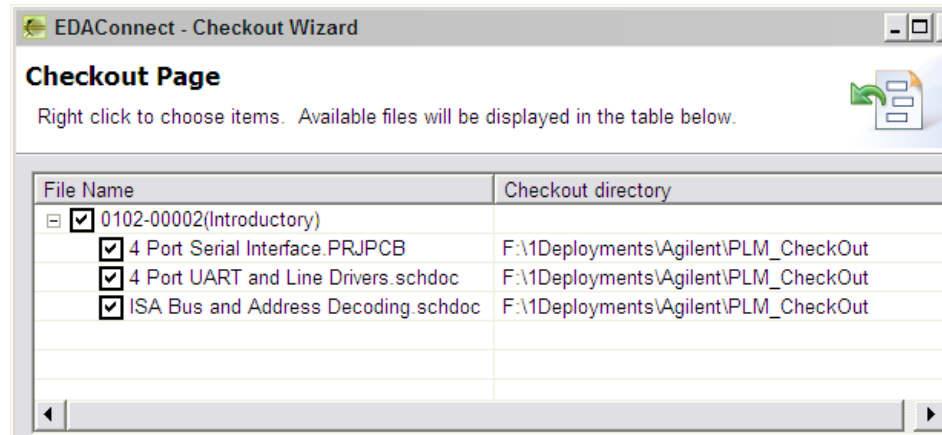 EDAConnect - Checkout Wizard
Checkout Page
Right click to choose items.  Available files will be displayed in the table below.
File Name Checkout directory
0102-00002(Introductory)
4 Port Serial Interface.PRJPCB F:\1Deployments\Agilent\PLM_CheckOut
4 Port UART and Line Drivers.schdoc F:\1Deployments\Agilent\PLM_CheckOut
ISA Bus and Address Decoding.schdoc F:\1Deployments\Agilent\PLM_CheckOut